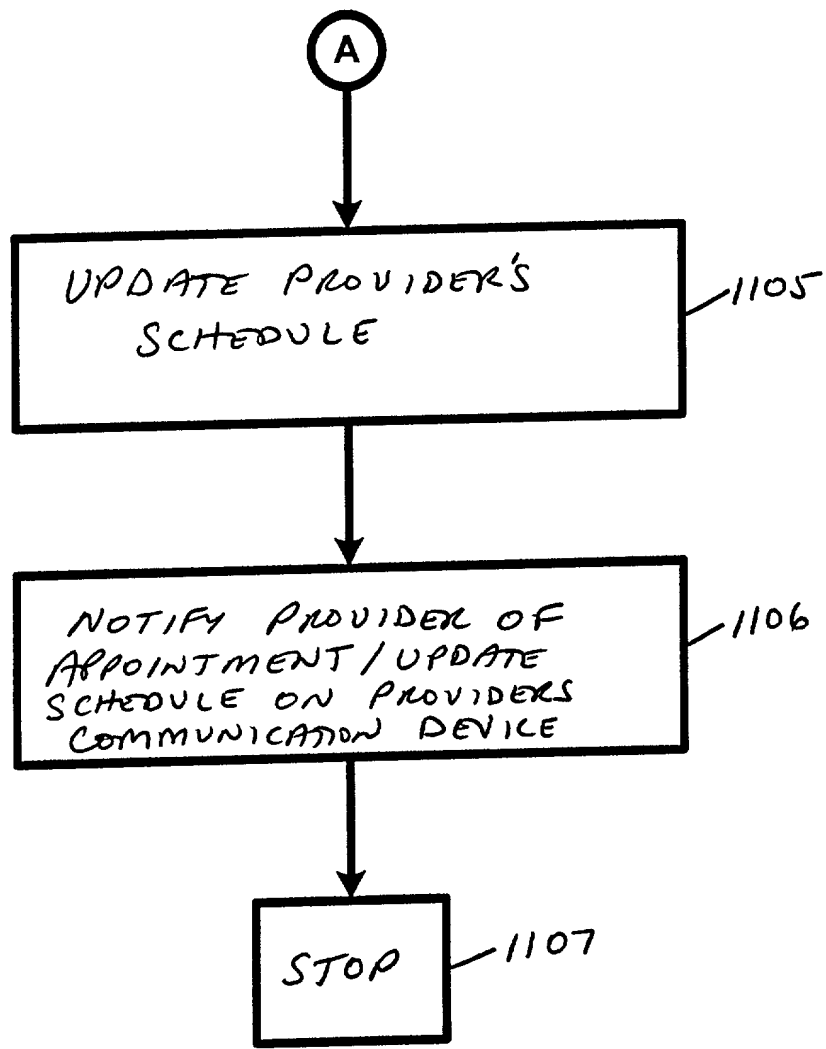 A
UPDATE PROVIDER'S
SCHEDULE
1105
NOTIFY PROVIDER OF
APPOINTMENT/UPDATE
SCHEDULE ON PROVIDERS
COMMUNICATION DEVICE
1106
STOP
1107